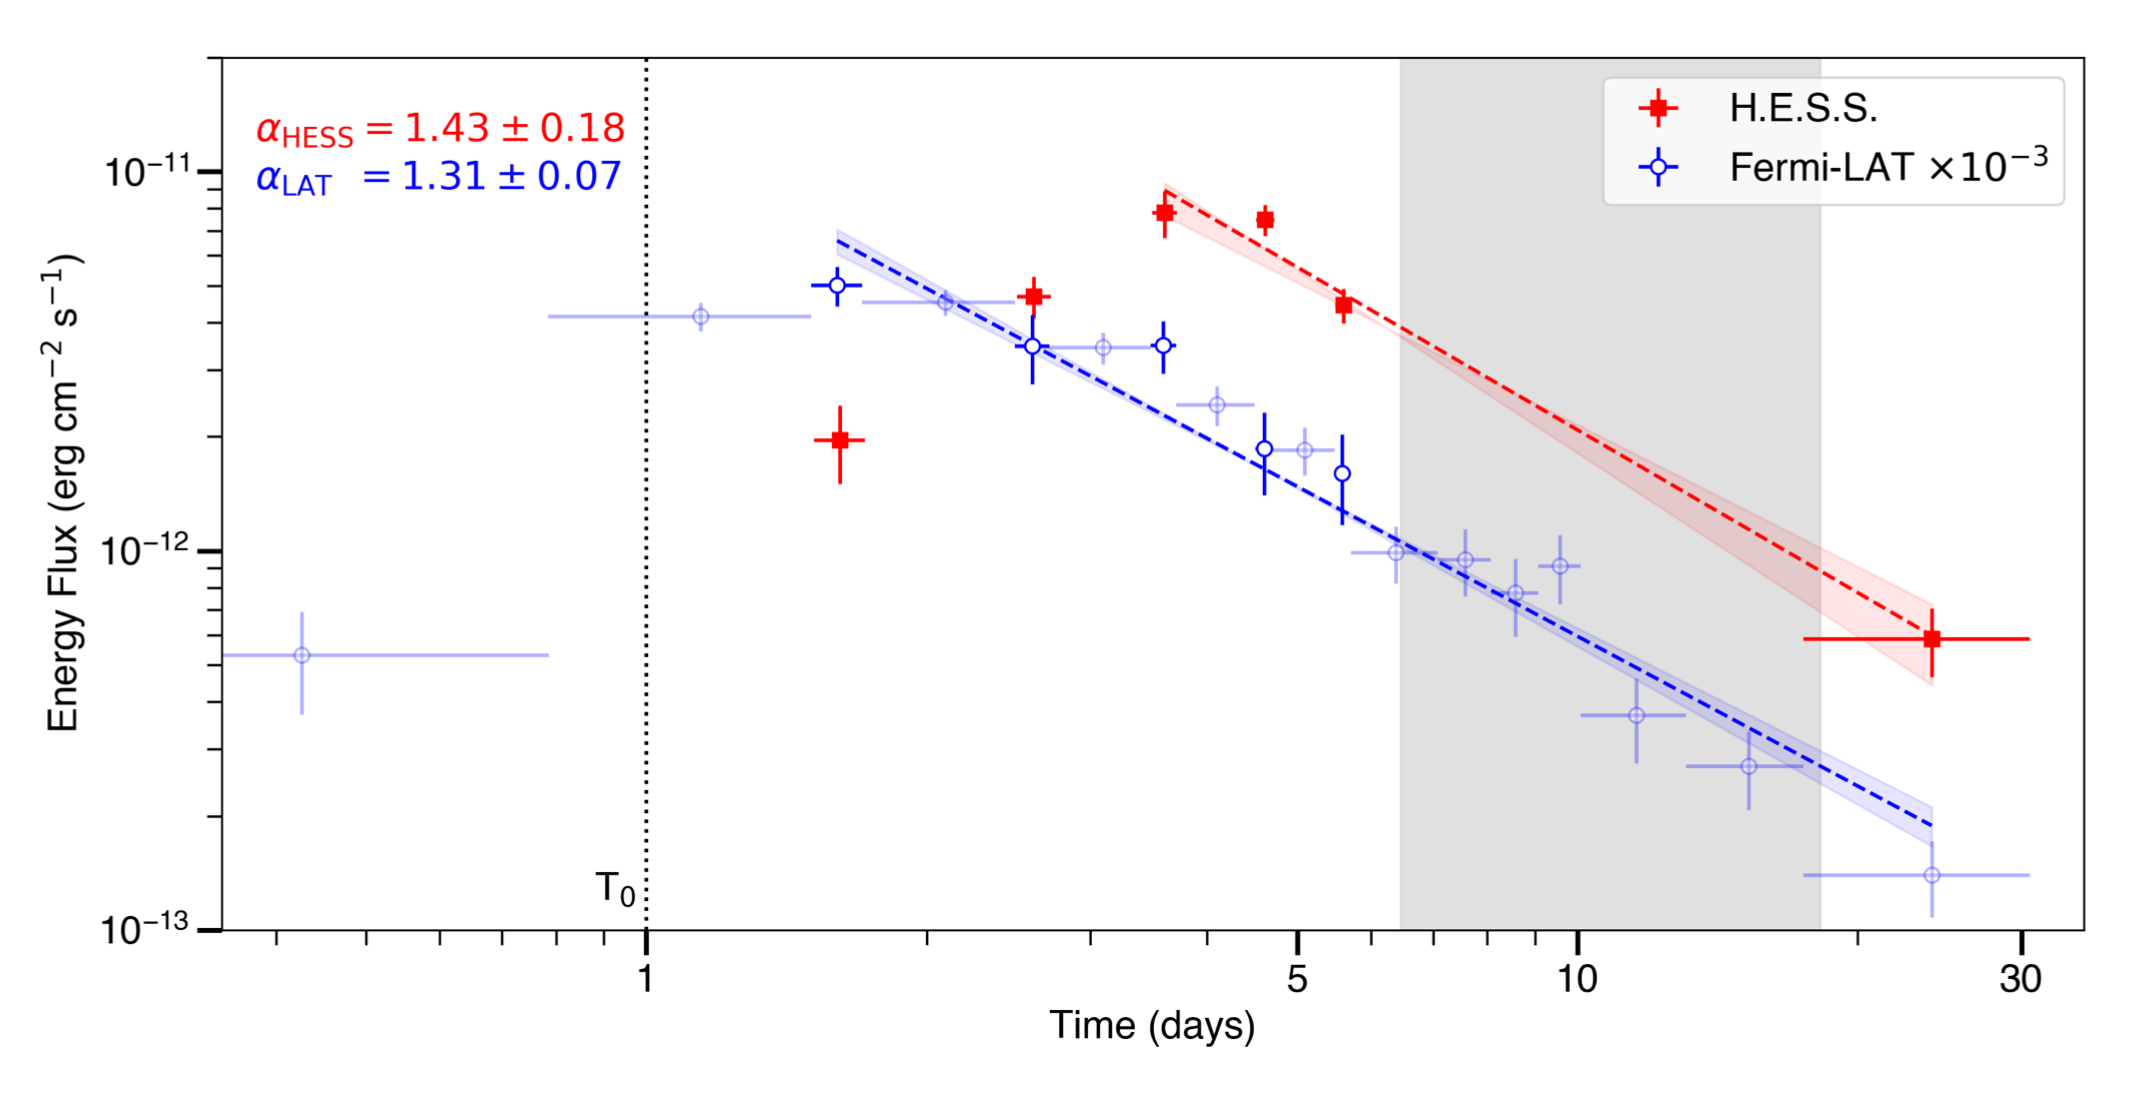 α_HESS = 1.43 ± 0.18
α_LAT = 1.31 ± 0.07
H.E.S.S.
Fermi-LAT ×10⁻³
10⁻¹¹
10⁻¹²
10⁻¹³
Energy Flux (erg cm⁻² s⁻¹)
T₀
1 5 10 30
Time (days)